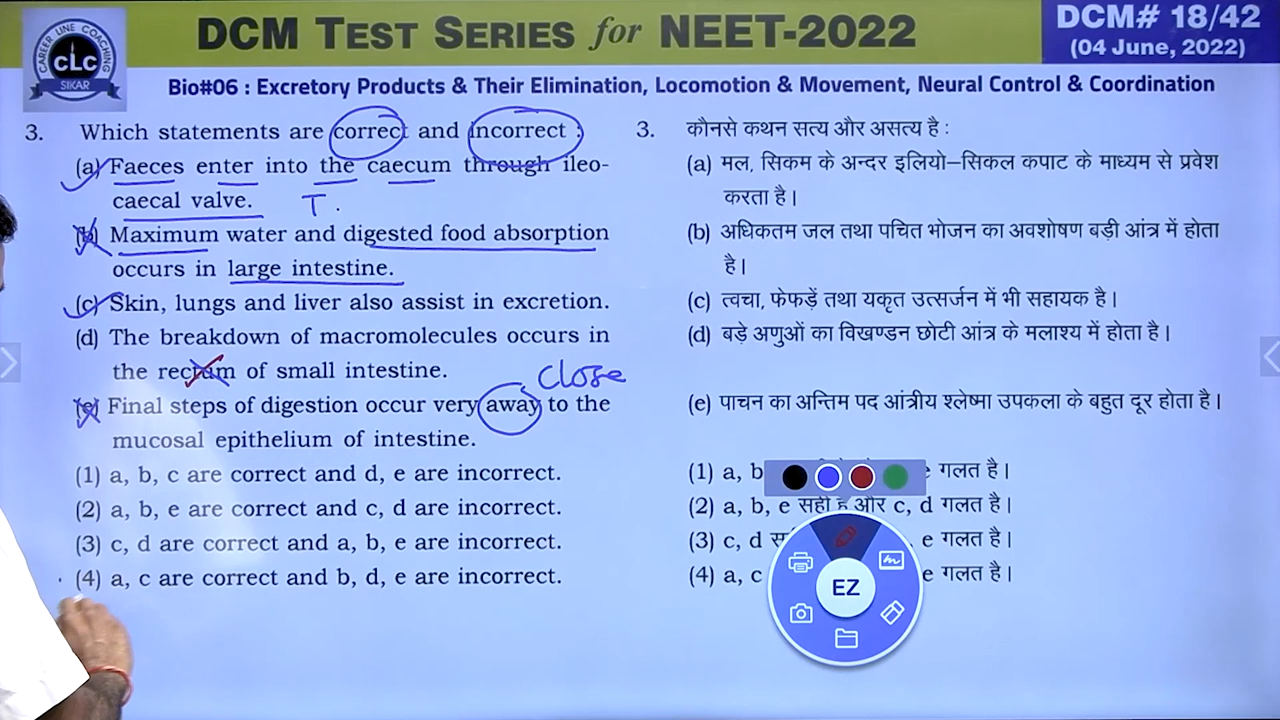 CAREER LINE COACHING
CLC
SIKAR
DCM TEST SERIES for NEET-2022
DCM# 18/42
(04 June, 2022)
Bio#06 : Excretory Products & Their Elimination, Locomotion & Movement, Neural Control & Coordination
3. Which statements are correct and incorrect :
(a) Faeces enter into the caecum through ileo-
caecal valve. T.
(b) Maximum water and digested food absorption
occurs in large intestine.
(c) Skin, lungs and liver also assist in excretion.
(d) The breakdown of macromolecules occurs in
the rectum of small intestine.
close
(e) Final steps of digestion occur very away to the
mucosal epithelium of intestine.
(1) a, b, c are correct and d, e are incorrect.
(2) a, b, e are correct and c, d are incorrect.
(3) c, d are correct and a, b, e are incorrect.
(4) a, c are correct and b, d, e are incorrect.
3. कौनसे कथन सत्य और असत्य है :
(a) मल, सिकम के अन्दर इलियो–सिकल कपाट के माध्यम से प्रवेश
करता है।
(b) अधिकतम जल तथा पचित भोजन का अवशोषण बड़ी आंत्र में होता
है।
(c) त्वचा, फेफड़ें तथा यकृत उत्सर्जन में भी सहायक है।
(d) बड़े अणुओं का विखण्डन छोटी आंत्र के मलाश्य में होता है।
(e) पाचन का अन्तिम पद आंत्रीय श्लेष्मा उपकला के बहुत दूर होता है।
(1) a, b e गलत है।
(2) a, b, e सही है और c, d गलत है।
(3) c, d e गलत है।
(4) a, c e गलत है।
EZ